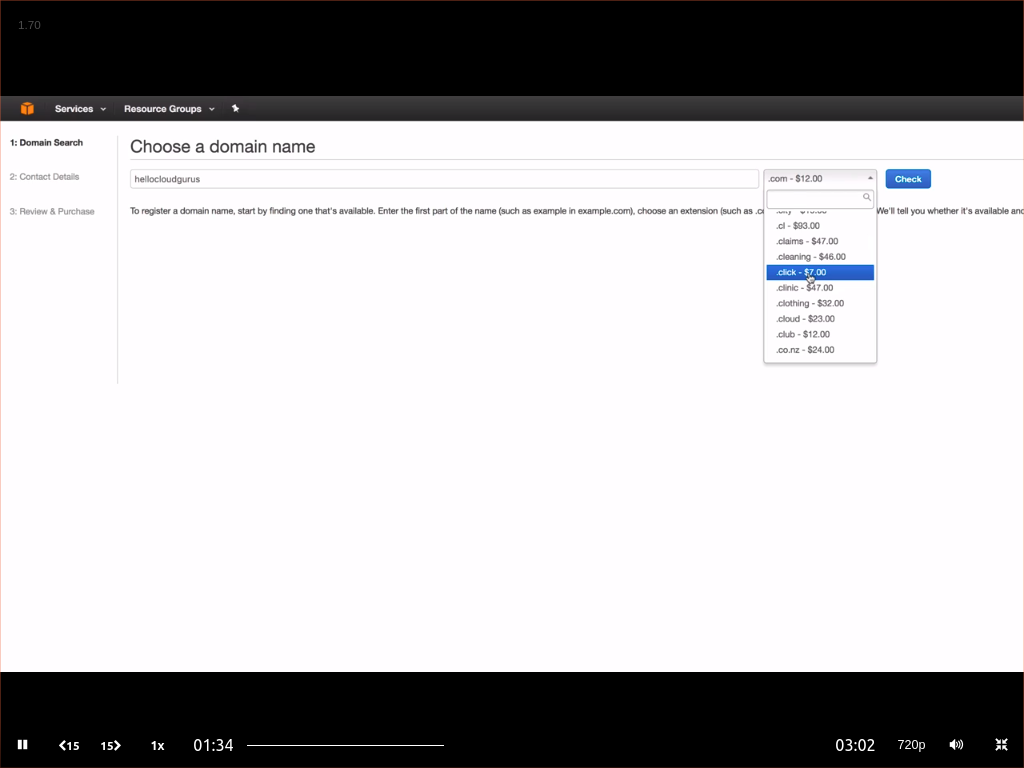 1.70
Services Resource Groups
1: Domain Search
Choose a domain name
2: Contact Details
hellocloudgurus .com - $12.00 Check
3: Review & Purchase
To register a domain name, start by finding one that's available. Enter the first part of the name (such as example in example.com), choose an extension (such as We'll tell you whether it's available and
.cl - $93.00
.claims - $47.00
.cleaning - $46.00
.click - $7.00
.clinic - $47.00
.clothing - $32.00
.cloud - $23.00
.club - $12.00
.co.nz - $24.00
15 15 1x 01:34 03:02 720p